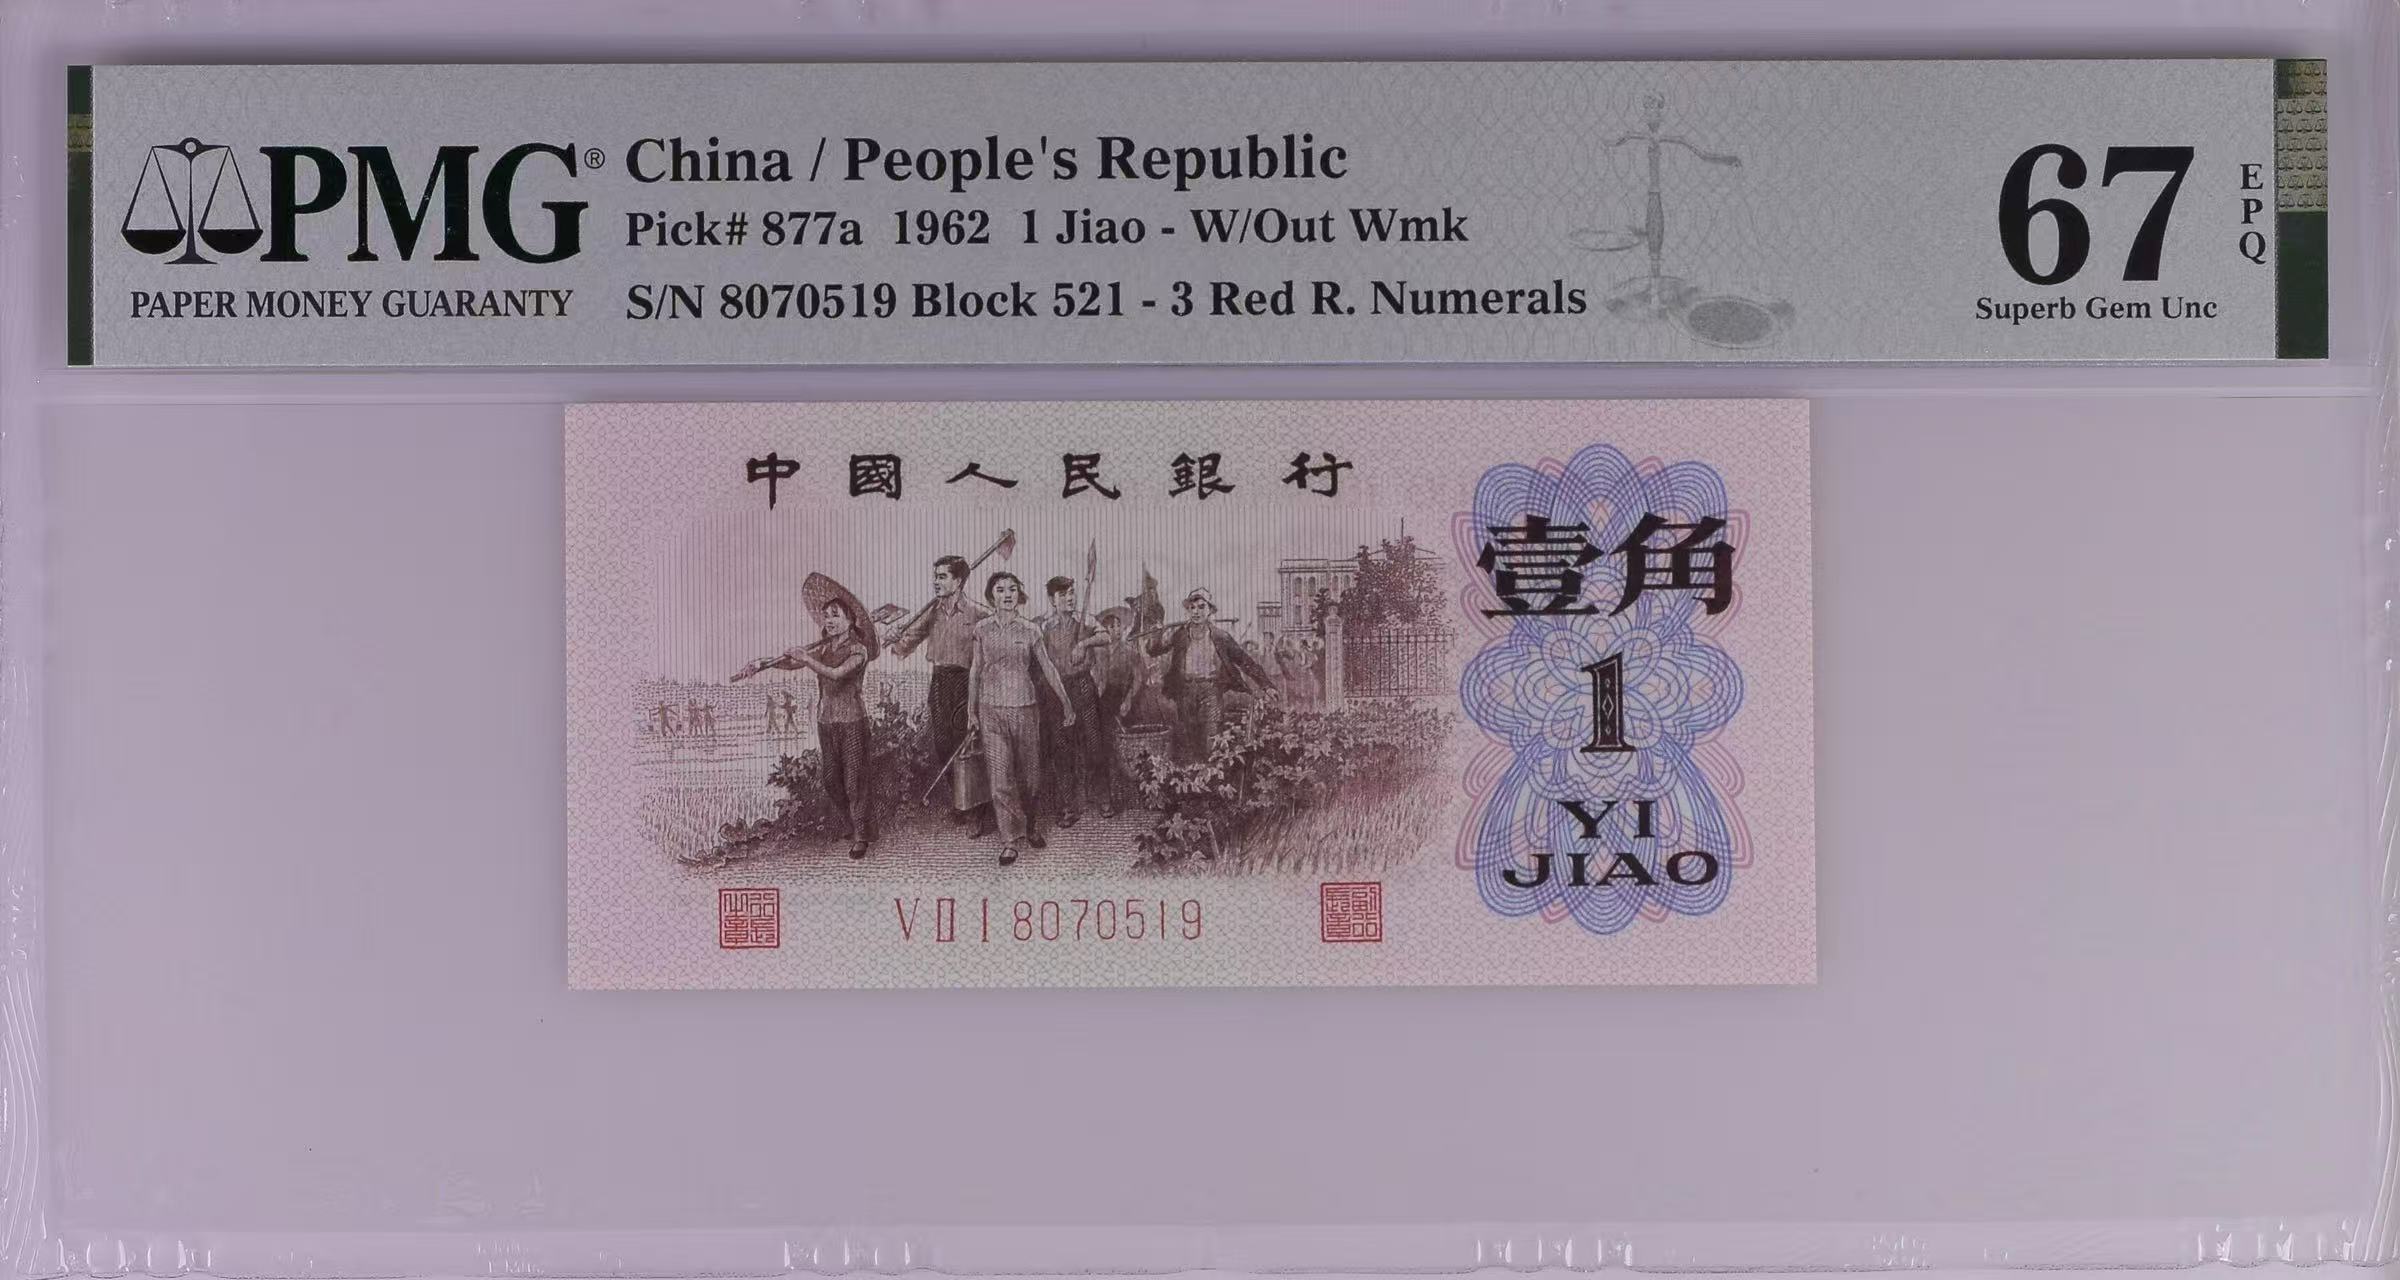 PMG®
PAPER MONEY GUARANTY
China / People's Republic
Pick# 877a 1962 1 Jiao - W/Out Wmk
S/N 8070519 Block 521 - 3 Red R. Numerals
67
EPQ
Superb Gem Unc
中國人民銀行
壹角
1
YI
JIAO
V II I 8070519